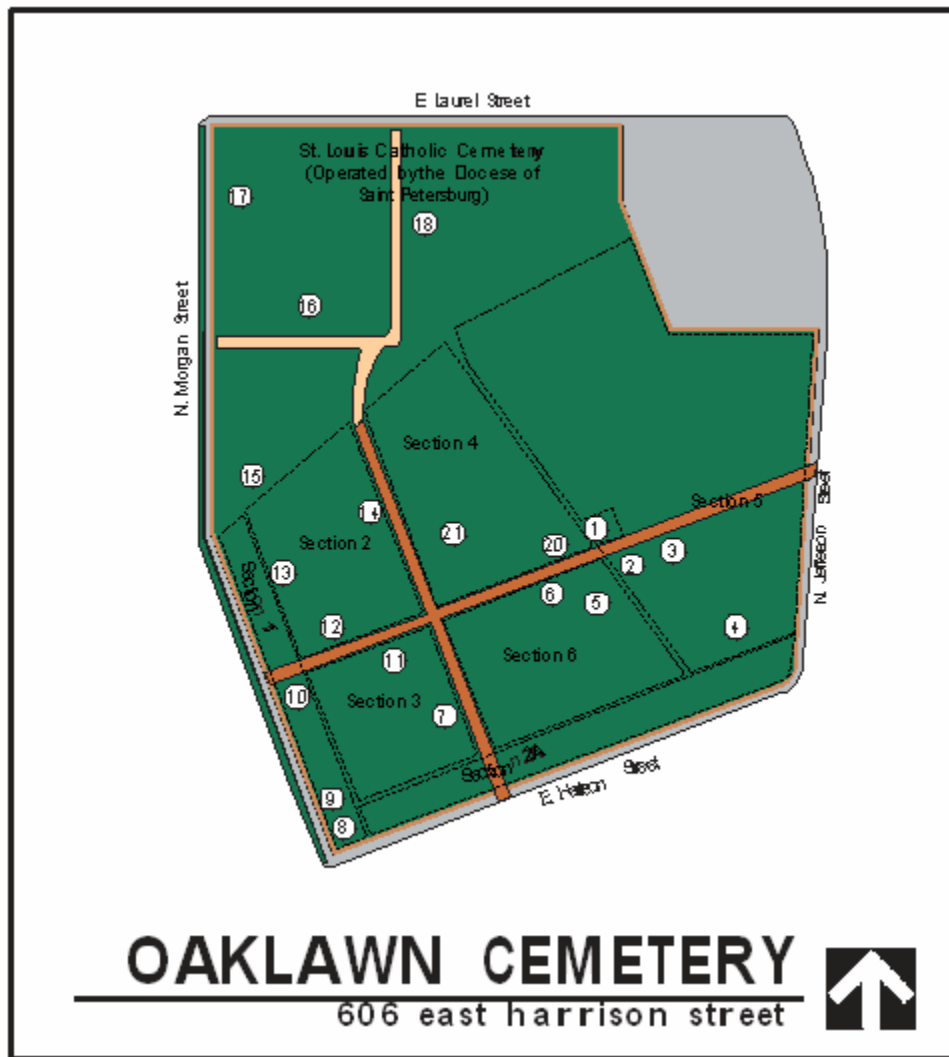 E Laurel Street
St. Louis Catholic Cemetery
(Operated by the Diocese of
Saint Petersburg)
17
18
N. Morgan Street
16
Section 4
15
14
Section 5
Section 2
21
20
1
3
2
N. Jefferson Street
13
Section 1
6
5
12
4
11
Section 6
10
Section 3
7
Section 2A
E. Harrison Street
9
8
OAKLAWN CEMETERY
606 east harrison street